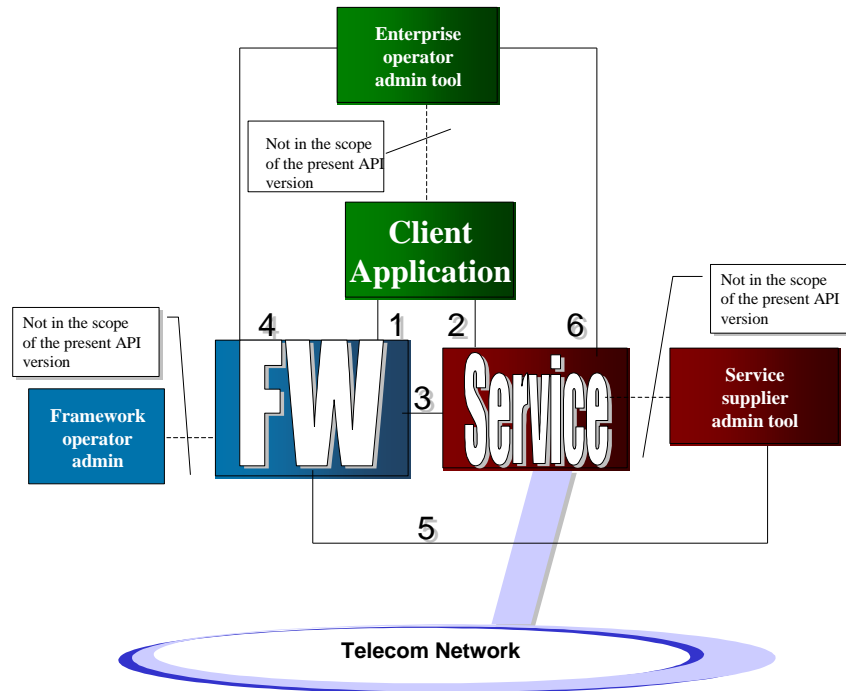 Enterprise
operator
admin tool
Not in the scope
of the present API
version
Client
Application
Not in the scope
of the present API
version
Not in the scope
of the present API
version
4
1
2
6
FW
3
Service
Service
supplier
admin tool
Framework
operator
admin
5
Telecom Network